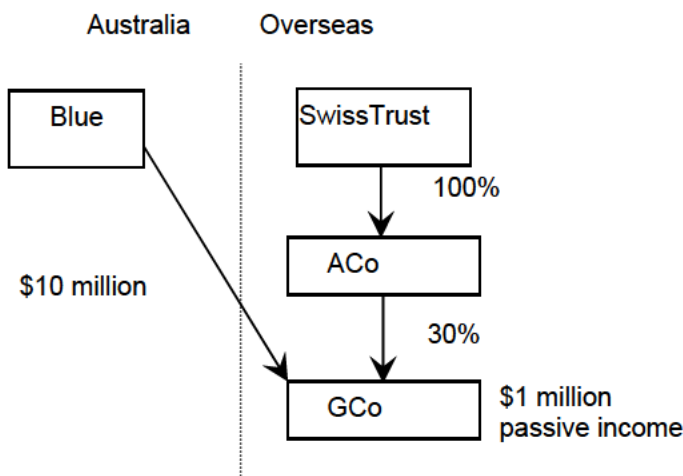 Australia Overseas
Blue
SwissTrust
100%
ACo
$10 million
30%
GCo
$1 million
passive income